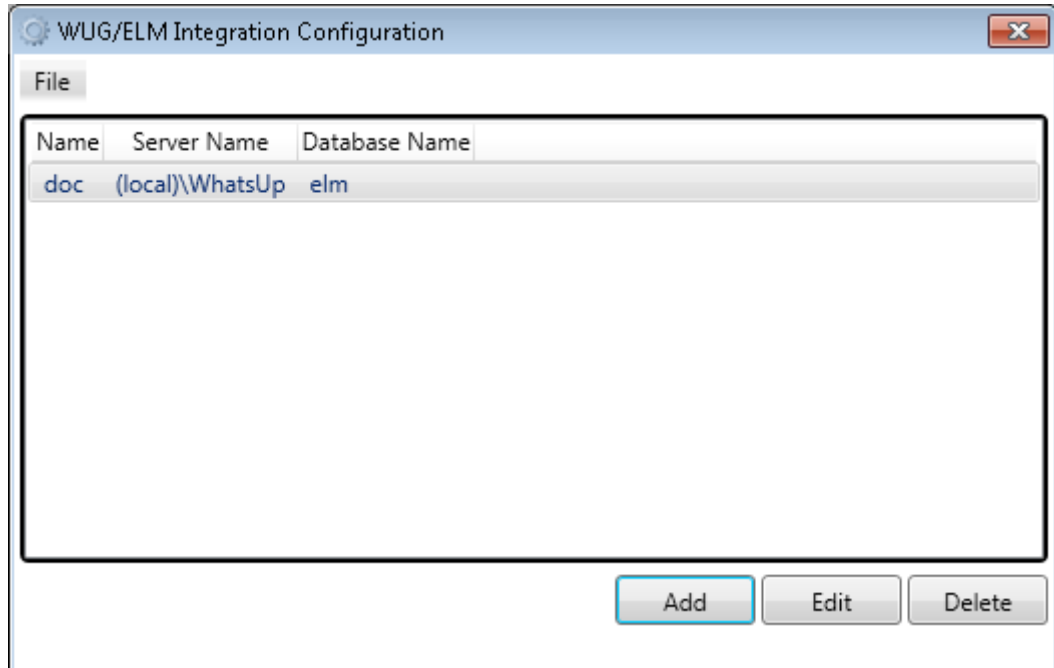 WUG/ELM Integration Configuration
File
Name Server Name Database Name
doc (local)\WhatsUp elm
Add Edit Delete